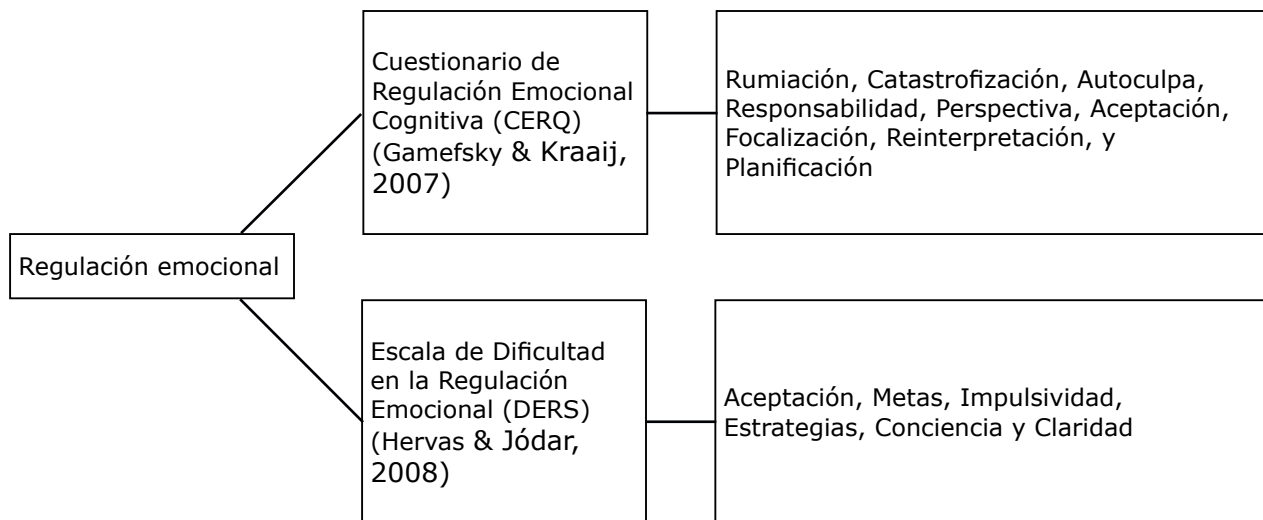 Regulación emocional
Cuestionario de
Regulación Emocional
Cognitiva (CERQ)
(Gamefsky & Kraaij,
2007)
Rumiación, Catastrofización, Autoculpa,
Responsabilidad, Perspectiva, Aceptación,
Focalización, Reinterpretación, y
Planificación
Escala de Dificultad
en la Regulación
Emocional (DERS)
(Hervas & Jódar,
2008)
Aceptación, Metas, Impulsividad,
Estrategias, Conciencia y Claridad